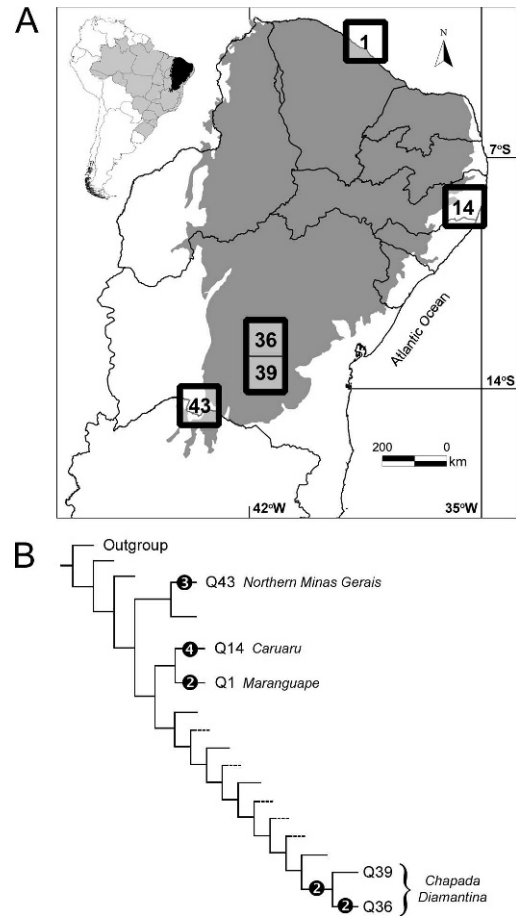 A
N
1
7°S
14
Atlantic Ocean
36
39
14°S
43
200 0
km
42°W 35°W
B
Outgroup
3 Q43 Northern Minas Gerais
4 Q14 Caruaru
2 Q1 Maranguape
Q39
2 Chapada
Diamantina
2 Q36